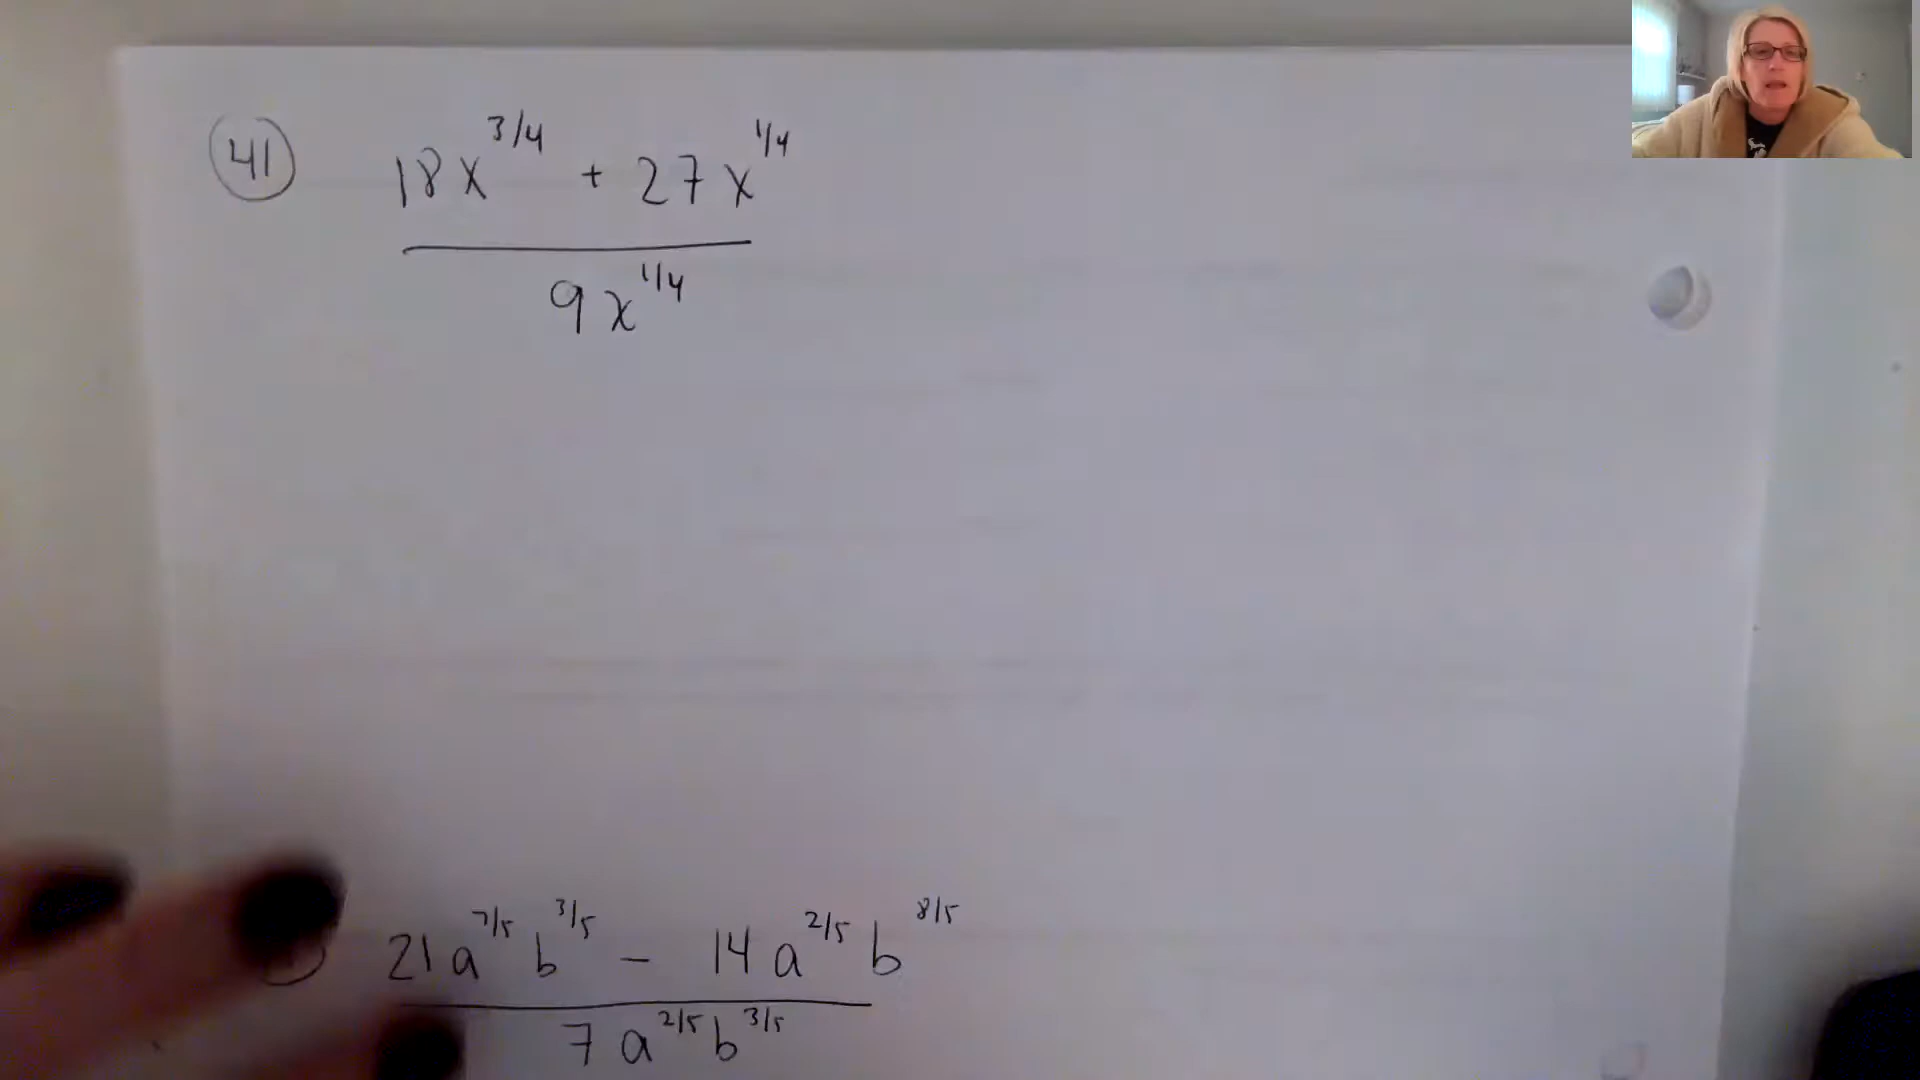 41 18x^3/4 + 27x^1/4
9x^1/4
21a^7/5 b^3/5 - 14a^2/5 b^8/5
7a^2/5 b^3/5